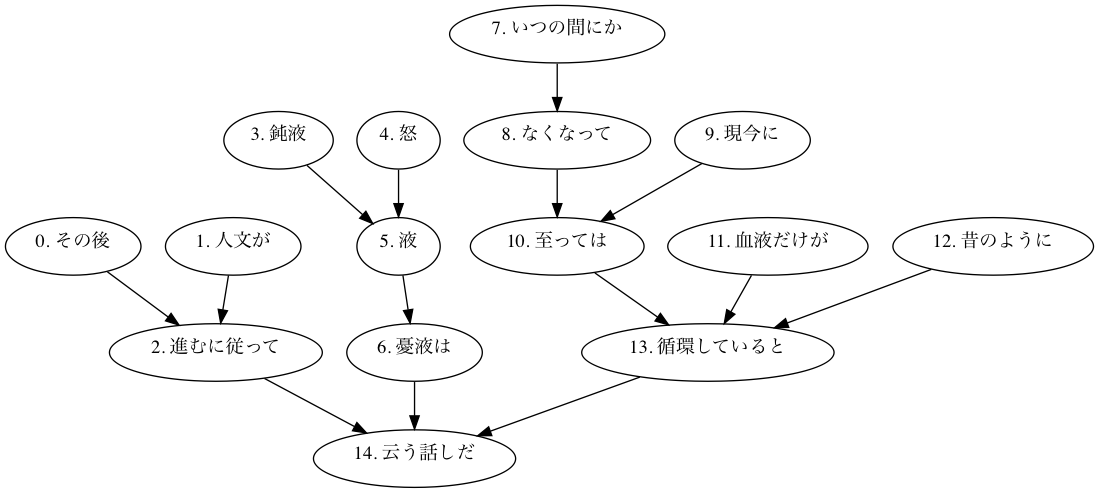 7. いつの間にか
3. 鈍液
4. 怒
8. なくなって
9. 現今に
0. その後
1. 人文が
5. 液
10. 至っては
11. 血液だけが
12. 昔のように
2. 進むに従って
6. 憂液は
13. 循環していると
14. 云う話しだ